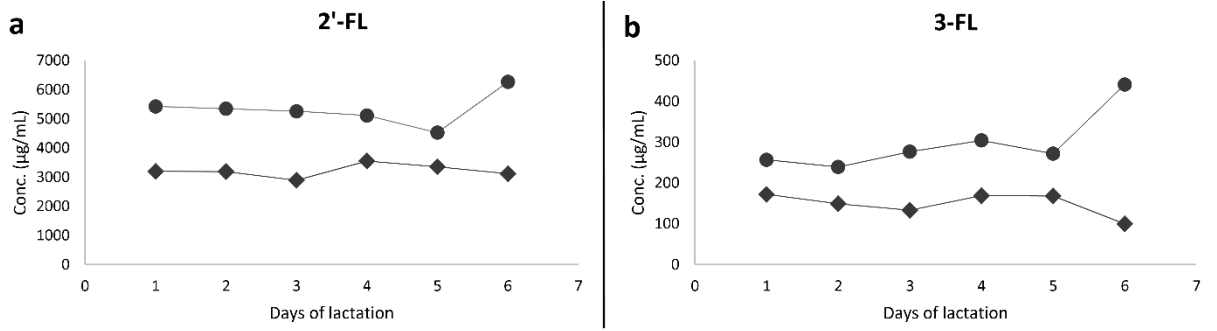 a
2'-FL
7000
6000
5000
4000
3000
2000
1000
0
Conc. (µg/mL)
0 1 2 3 4 5 6 7
Days of lactation
b
3-FL
500
400
300
200
100
0
Conc. (µg/mL)
0 1 2 3 4 5 6 7
Days of lactation